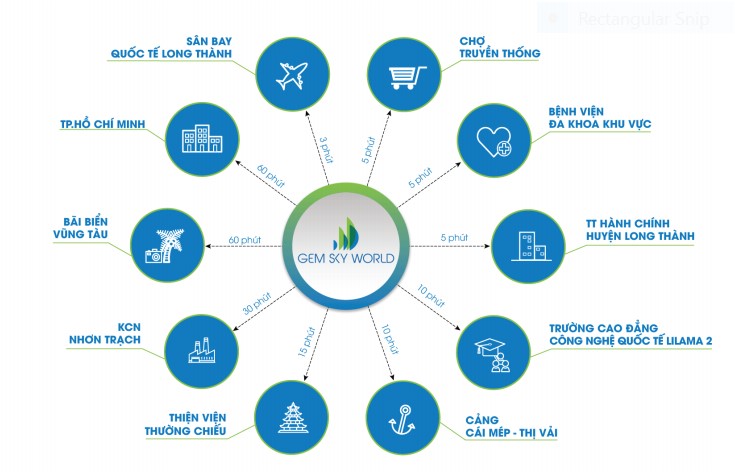 Rectangular Snip
SÂN BAY
QUỐC TẾ LONG THÀNH
CHỢ
TRUYỀN THỐNG
TP.HỒ CHÍ MINH
BỆNH VIỆN
ĐA KHOA KHU VỰC
3 phút
5 phút
60 phút
5 phút
BÃI BIỂN
VŨNG TÀU
60 phút
GEM SKY WORLD
5 phút
TT HÀNH CHÍNH
HUYỆN LONG THÀNH
30 phút
15 phút
10 phút
10 phút
KCN
NHƠN TRẠCH
TRƯỜNG CAO ĐẲNG
CÔNG NGHỆ QUỐC TẾ LILAMA 2
THIỆN VIỆN
THƯỜNG CHIẾU
CẢNG
CÁI MÉP - THỊ VẢI